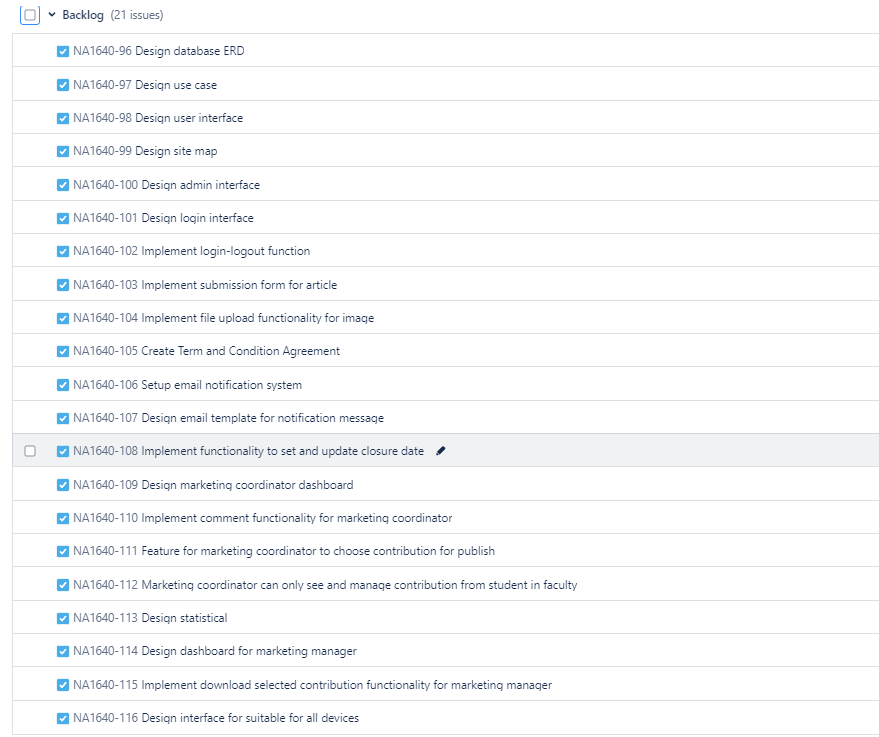 Backlog (21 issues)
NA1640-96 Design database ERD
NA1640-97 Design use case
NA1640-98 Design user interface
NA1640-99 Design site map
NA1640-100 Design admin interface
NA1640-101 Design login interface
NA1640-102 Implement login-logout function
NA1640-103 Implement submission form for article
NA1640-104 Implement file upload functionality for image
NA1640-105 Create Term and Condition Agreement
NA1640-106 Setup email notification system
NA1640-107 Design email template for notification message
NA1640-108 Implement functionality to set and update closure date
NA1640-109 Design marketing coordinator dashboard
NA1640-110 Implement comment functionality for marketing coordinator
NA1640-111 Feature for marketing coordinator to choose contribution for publish
NA1640-112 Marketing coordinator can only see and manage contribution from student in faculty
NA1640-113 Design statistical
NA1640-114 Design dashboard for marketing manager
NA1640-115 Implement download selected contribution functionality for marketing manager
NA1640-116 Design interface for suitable for all devices